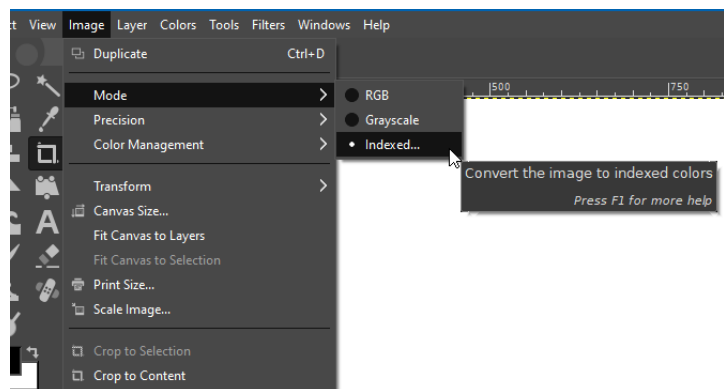 t View Image Layer Colors Tools Filters Windows Help
Duplicate Ctrl+D
Mode
RGB
500
750
Precision
Grayscale
Color Management
Indexed...
Convert the image to indexed colors
Press F1 for more help
Transform
Canvas Size...
Fit Canvas to Layers
Fit Canvas to Selection
Print Size...
Scale Image...
Crop to Selection
Crop to Content